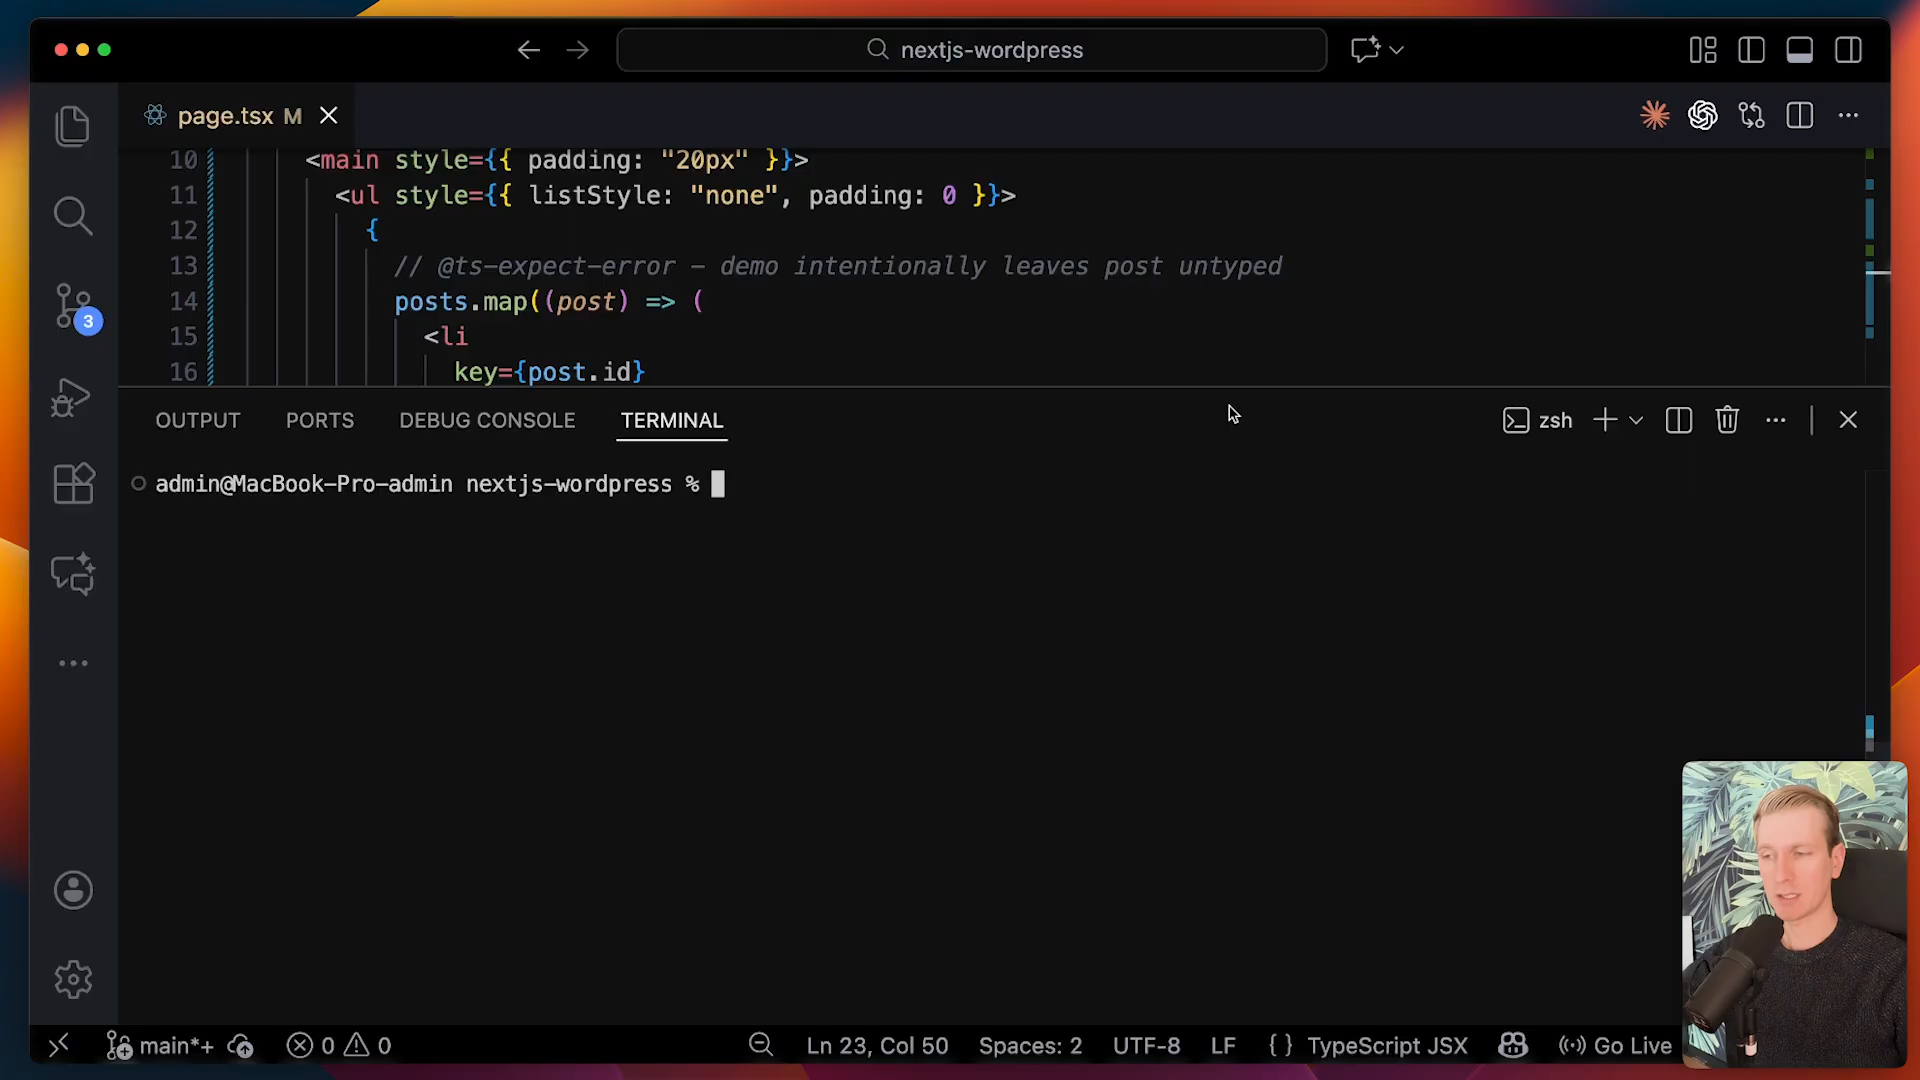 nextjs-wordpress
page.tsx M
10 <main style={{ padding: "20px" }}>
11 <ul style={{ listStyle: "none", padding: 0 }}>
12 {
13 // @ts-expect-error – demo intentionally leaves post untyped
14 posts.map((post) => (
15 <li
16 key={post.id}
3
OUTPUT PORTS DEBUG CONSOLE TERMINAL zsh
admin@MacBook-Pro-admin nextjs-wordpress %
main*+ 0 0 Ln 23, Col 50 Spaces: 2 UTF-8 LF {} TypeScript JSX Go Live